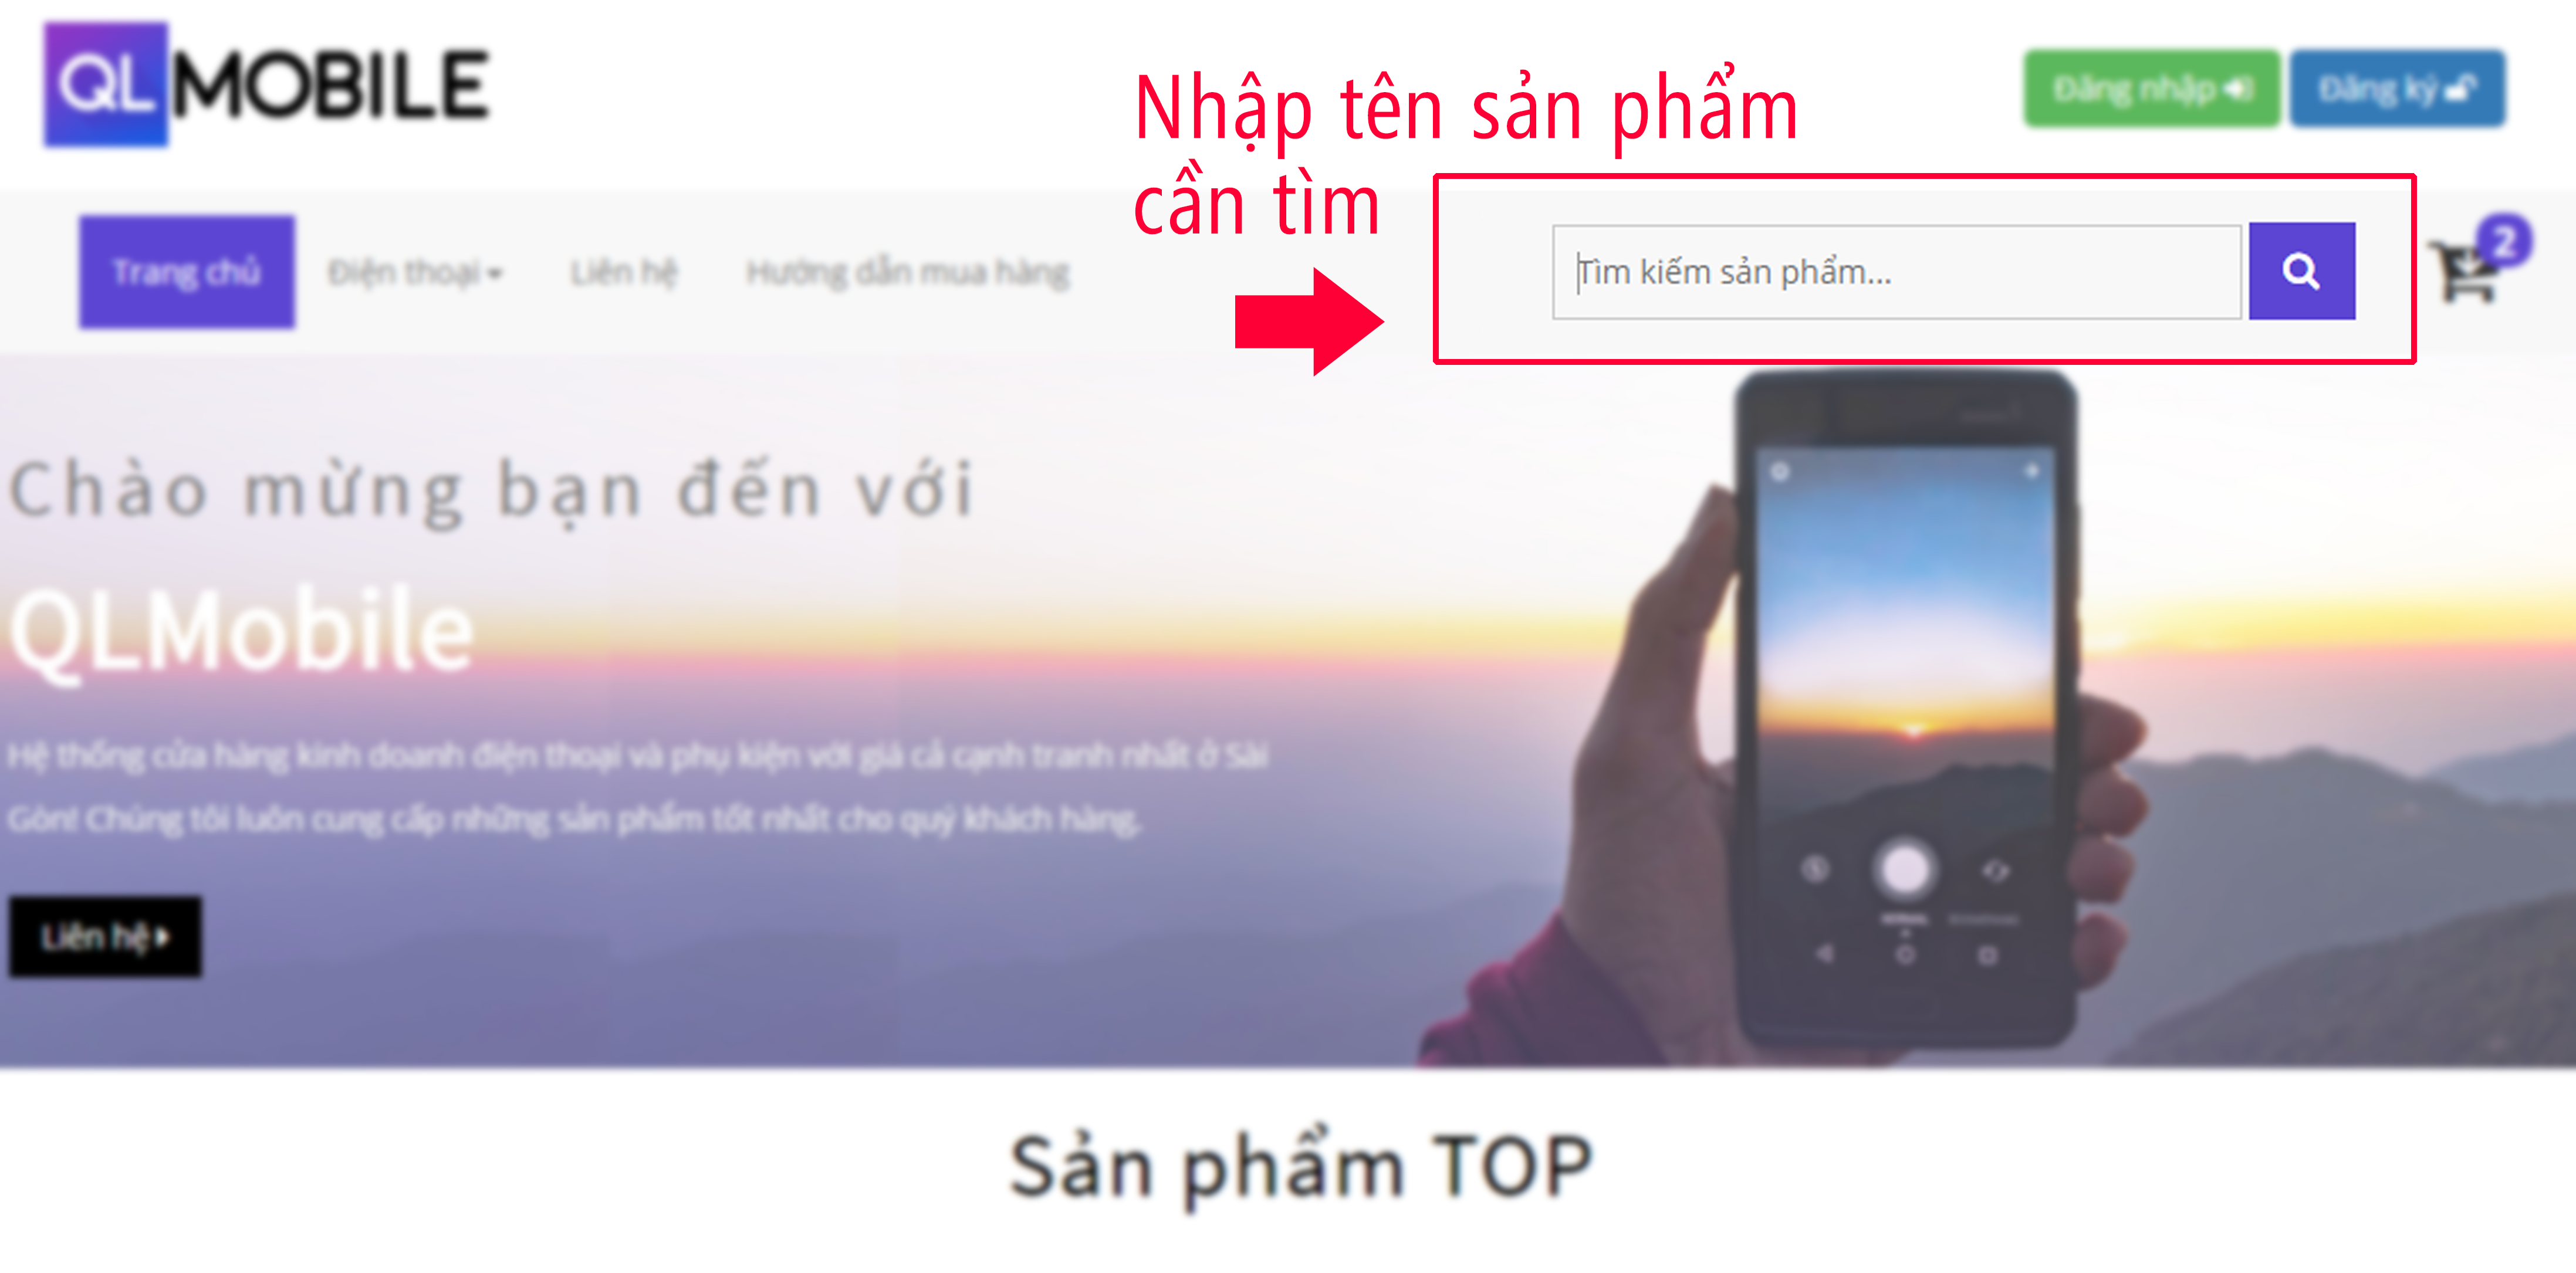 QL MOBILE
Nhập tên sản phẩm
cần tìm
Đăng nhập
Đăng ký
Trang chủ
Điện thoại
Liên hệ
Hướng dẫn mua hàng
Tìm kiếm sản phẩm...
2
Chào mừng bạn đến với
QLMobile
Hệ thống cửa hàng kinh doanh điện thoại và phụ kiện với giá cả cạnh tranh nhất ở Sài
Gòn! Chúng tôi luôn cung cấp những sản phẩm tốt nhất cho quý khách hàng.
Liên hệ
Sản phẩm TOP